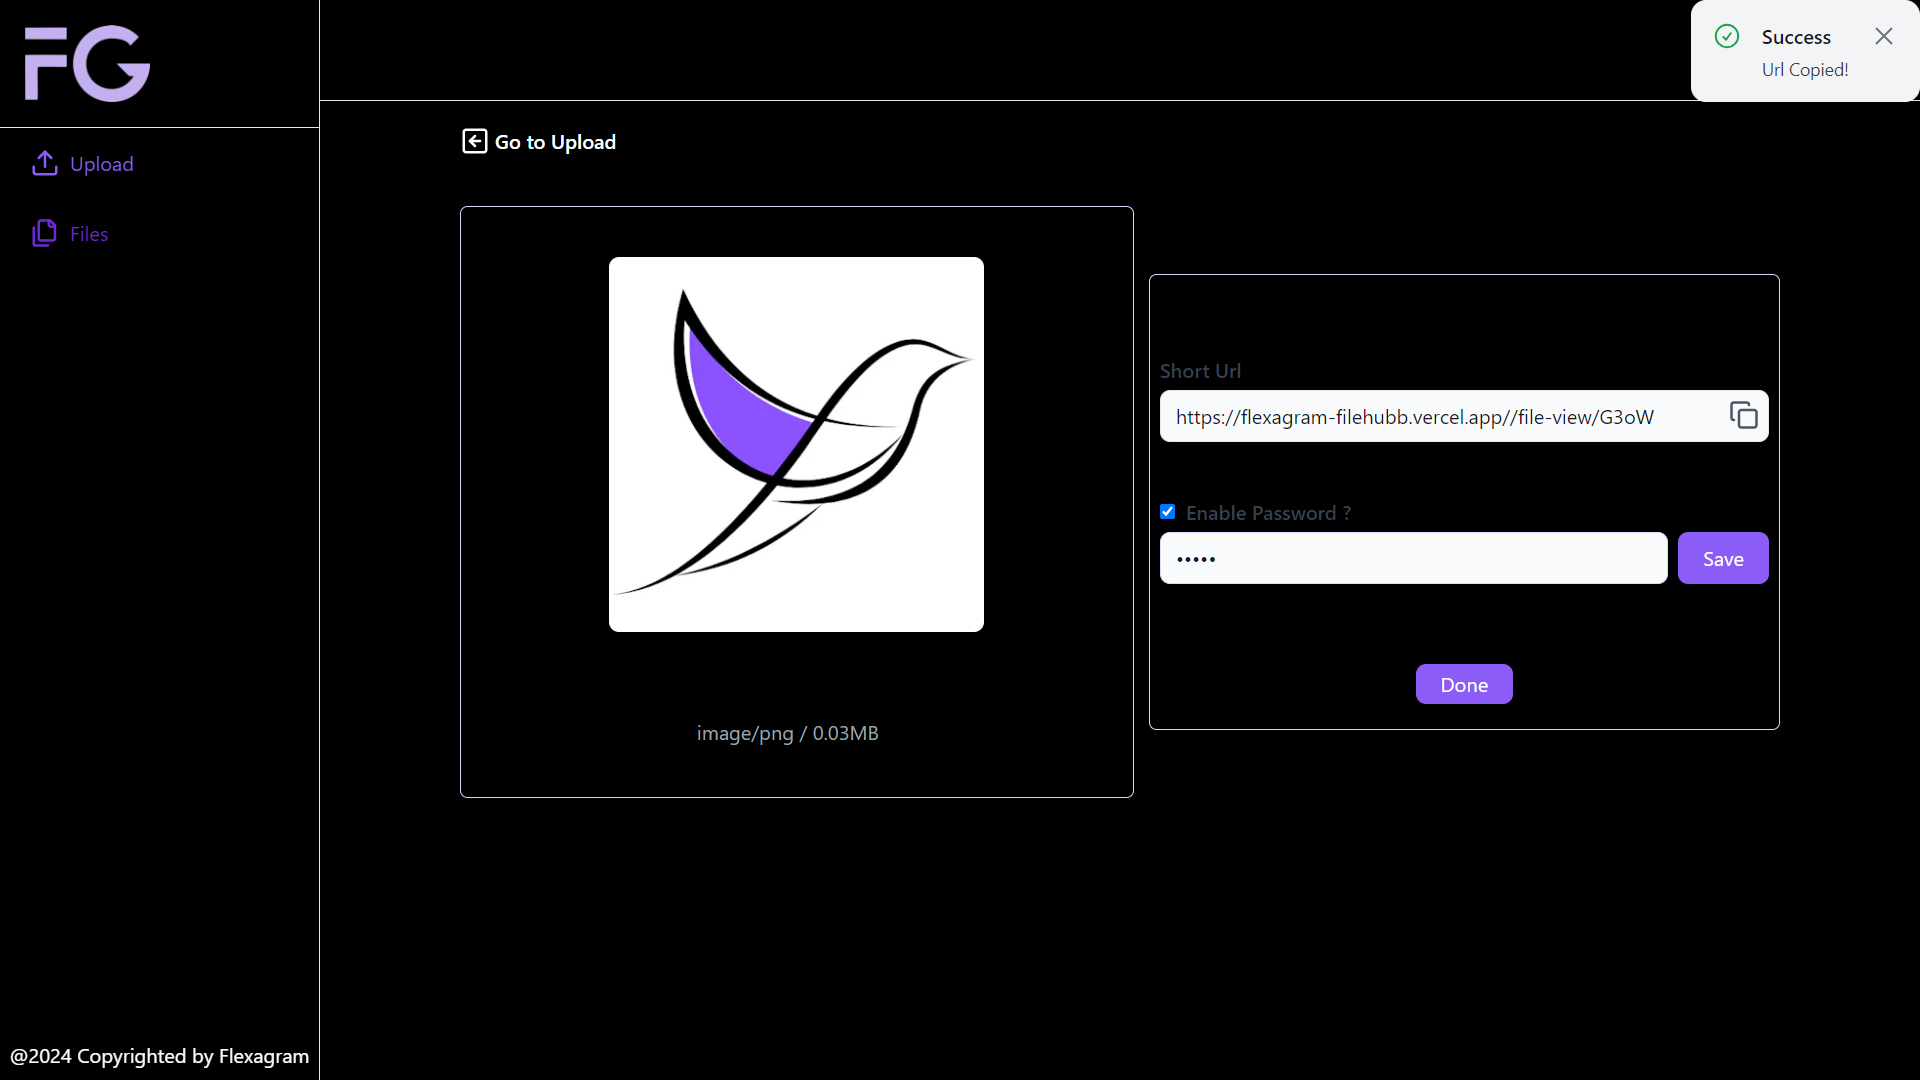 FG
Success
Url Copied!
Go to Upload
Upload
Files
Short Url
https://flexagram-filehubb.vercel.app//file-view/G3oW
Enable Password ?
•••••
Save
Done
image/png / 0.03MB
@2024 Copyrighted by Flexagram